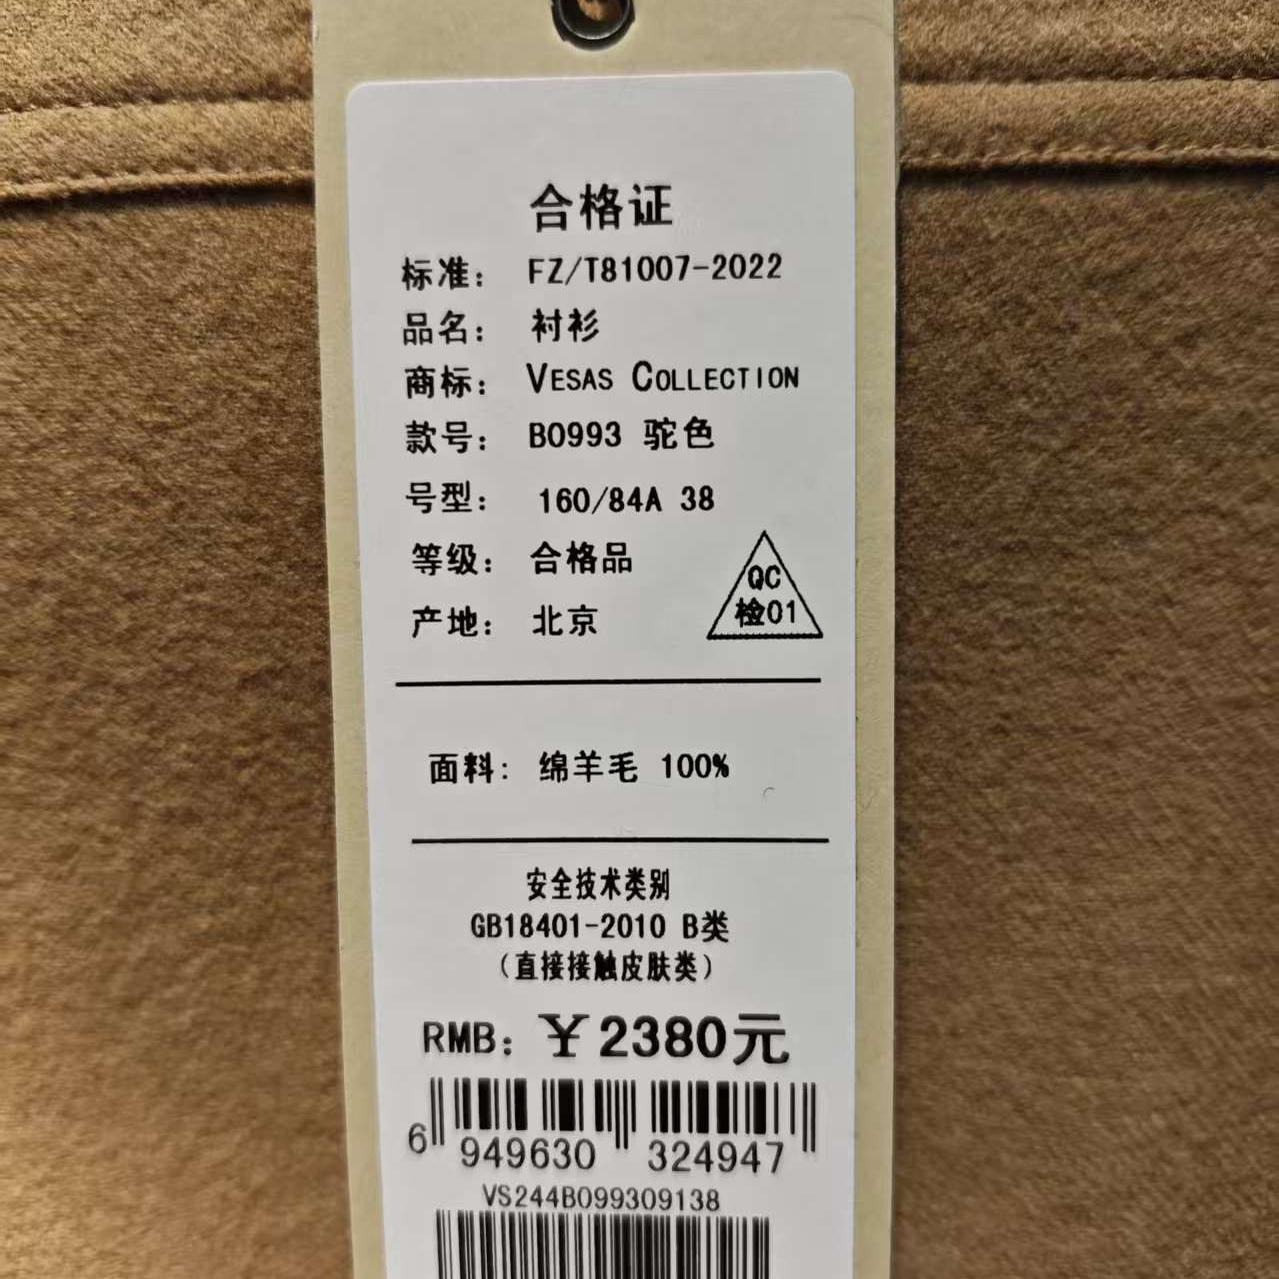 合格证
标准: FZ/T81007-2022
品名: 衬衫
商标: VESAS COLLECTION
款号: B0993 驼色
号型: 160/84A 38
等级: 合格品
产地: 北京
QC
检01
面料: 绵羊毛 100%
安全技术类别
GB18401-2010 B类
(直接接触皮肤类)
RMB: ￥2380元
6 949630 324947
VS244B099309138